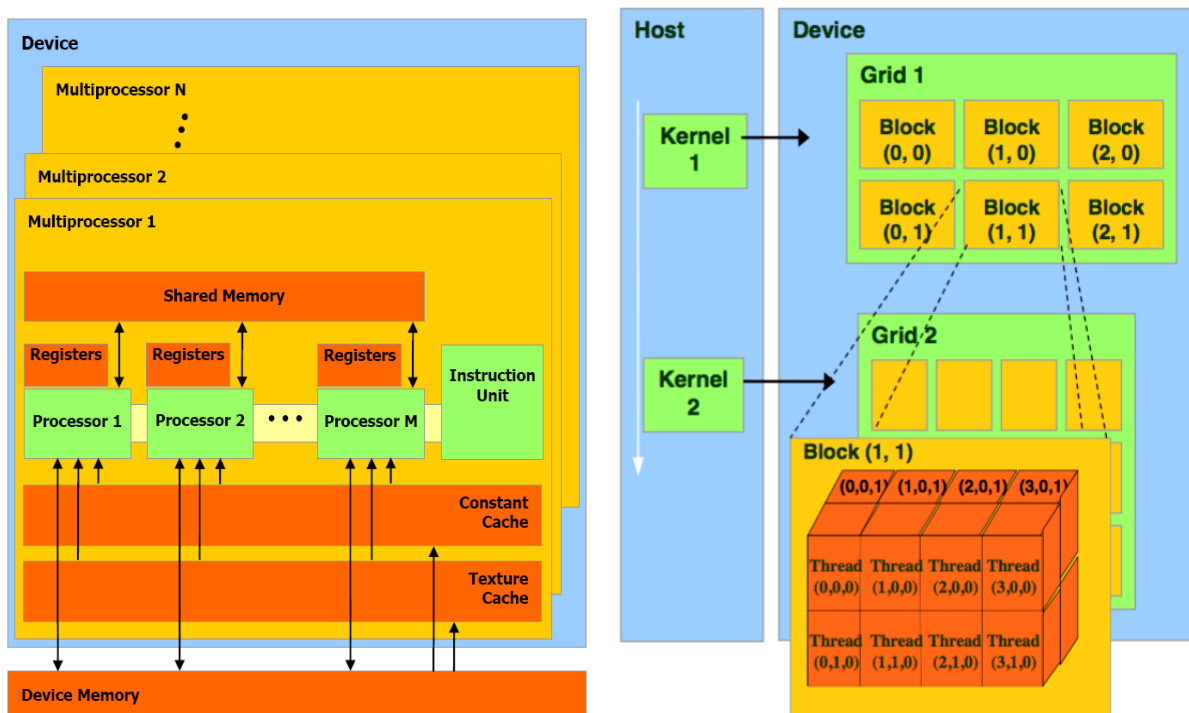 Device
Multiprocessor N
Multiprocessor 2
Multiprocessor 1
Shared Memory
Registers
Registers
Registers
Instruction
Unit
Processor 1
Processor 2
Processor M
Constant
Cache
Texture
Cache
Device Memory
Host
Kernel
1
Kernel
2
Device
Grid 1
Block
(0, 0)
Block
(1, 0)
Block
(2, 0)
Block
(0, 1)
Block
(1, 1)
Block
(2, 1)
Grid 2
Block (1, 1)
(0,0,1)
(1,0,1)
(2,0,1)
(3,0,1)
Thread
(0,0,0)
Thread
(1,0,0)
Thread
(2,0,0)
Thread
(3,0,0)
Thread
(0,1,0)
Thread
(1,1,0)
Thread
(2,1,0)
Thread
(3,1,0)